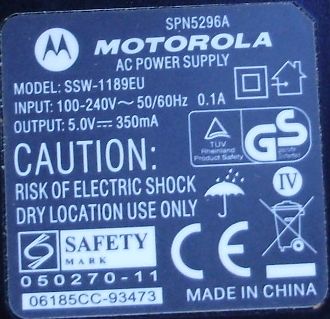 SPN5296A
MOTOROLA
AC POWER SUPPLY
MODEL: SSW-1189EU
INPUT: 100-240V~50/60Hz 0.1A
OUTPUT: 5.0V⎓350mA
TÜV
Rheinland
Product Safety
GS
CAUTION:
RISK OF ELECTRIC SHOCK
DRY LOCATION USE ONLY
IV
S SAFETY
MARK
050270-11
CE
06185CC-93473
MADE IN CHINA